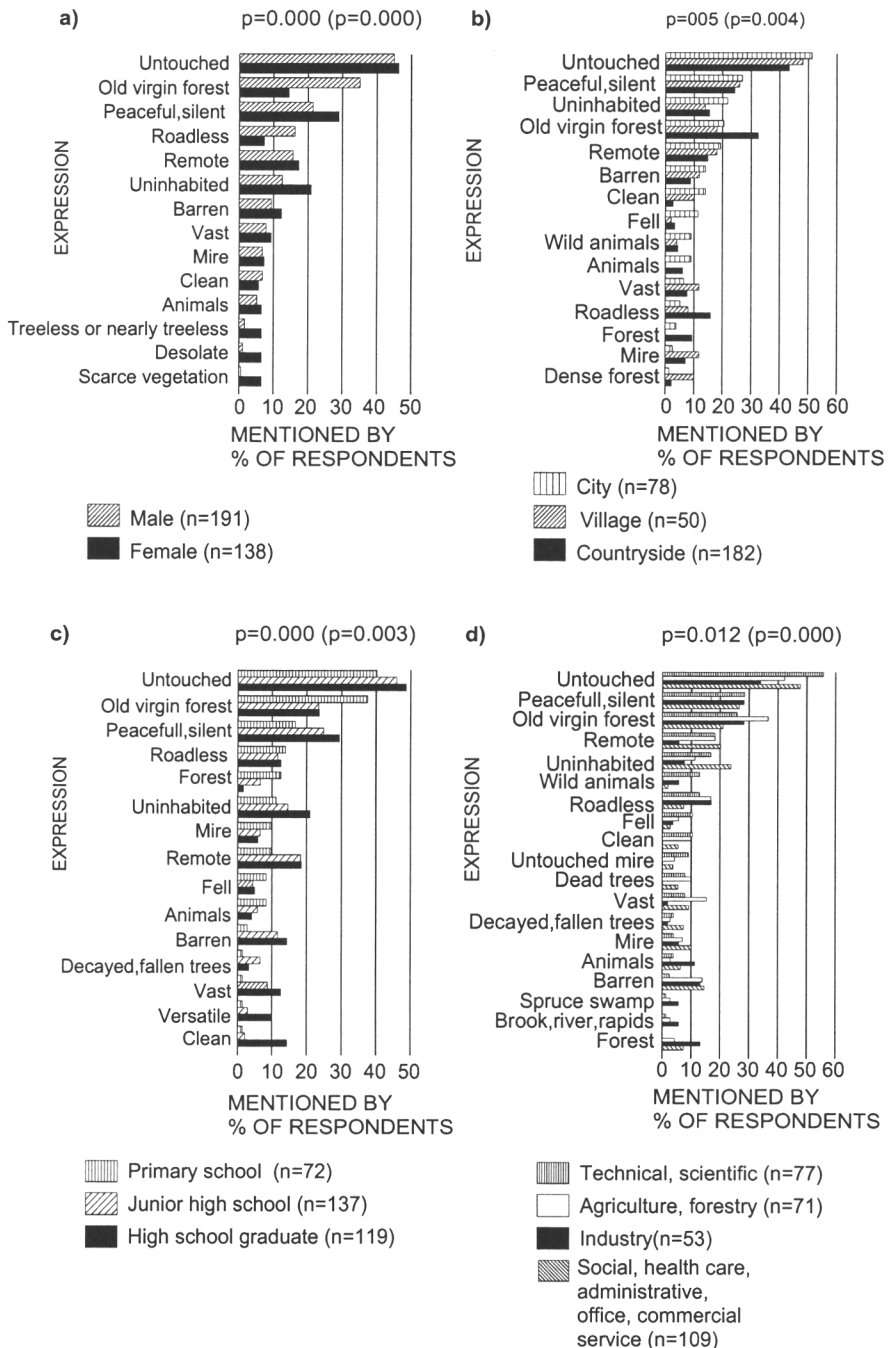 a)
p=0.000 (p=0.000)
EXPRESSION
Untouched
Old virgin forest
Peaceful,silent
Roadless
Remote
Uninhabited
Barren
Vast
Mire
Clean
Animals
Treeless or nearly treeless
Desolate
Scarce vegetation
0 10 20 30 40 50
MENTIONED BY
% OF RESPONDENTS
Male (n=191)
Female (n=138)
b)
p=005 (p=0.004)
EXPRESSION
Untouched
Peaceful,silent
Uninhabited
Old virgin forest
Remote
Barren
Clean
Fell
Wild animals
Animals
Vast
Roadless
Forest
Mire
Dense forest
0 10 20 30 40 50 60
MENTIONED BY
% OF RESPONDENTS
City (n=78)
Village (n=50)
Countryside (n=182)
c)
p=0.000 (p=0.003)
EXPRESSION
Untouched
Old virgin forest
Peacefull,silent
Roadless
Forest
Uninhabited
Mire
Remote
Fell
Animals
Barren
Decayed,fallen trees
Vast
Versatile
Clean
0 10 20 30 40 50
MENTIONED BY
% OF RESPONDENTS
Primary school (n=72)
Junior high school (n=137)
High school graduate (n=119)
d)
p=0.012 (p=0.000)
EXPRESSION
Untouched
Peacefull,silent
Old virgin forest
Remote
Uninhabited
Wild animals
Roadless
Fell
Clean
Untouched mire
Dead trees
Vast
Decayed,fallen trees
Mire
Animals
Barren
Spruce swamp
Brook,river,rapids
Forest
0 10 20 30 40 50 60
MENTIONED BY
% OF RESPONDENTS
Technical, scientific (n=77)
Agriculture, forestry (n=71)
Industry(n=53)
Social, health care,
administrative,
office, commercial
service (n=109)